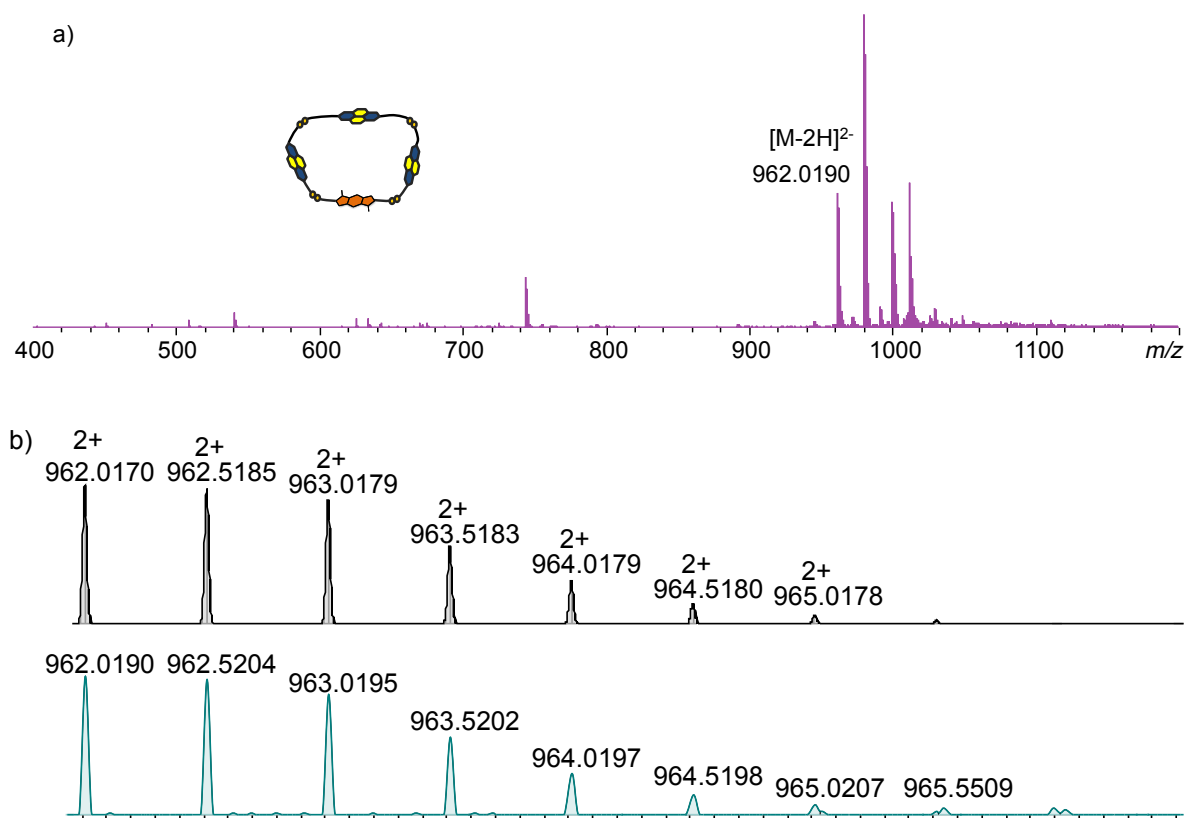 a)
[M-2H]2-
962.0190
400 500 600 700 800 900 1000 1100 m/z
b)
2+ 2+ 2+ 2+ 2+ 2+ 2+
962.0170 962.5185 963.0179 963.5183 964.0179 964.5180 965.0178
962.0190 962.5204 963.0195 963.5202 964.0197 964.5198 965.0207 965.5509